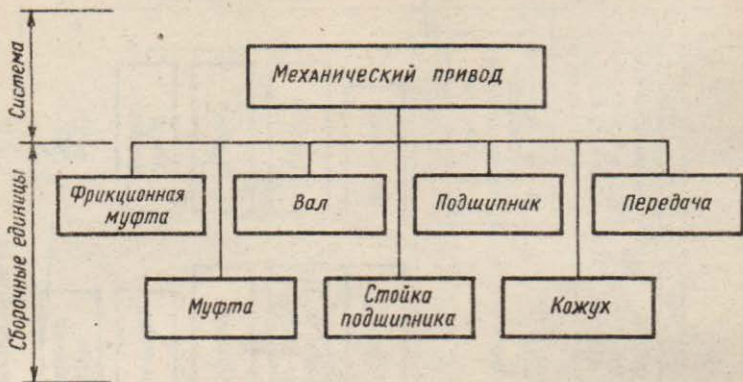 Система
Механический привод
Сборочные единицы
Фрикционная
муфта
Вал
Подшипник
Передача
Муфта
Стойка
подшипника
Кожух